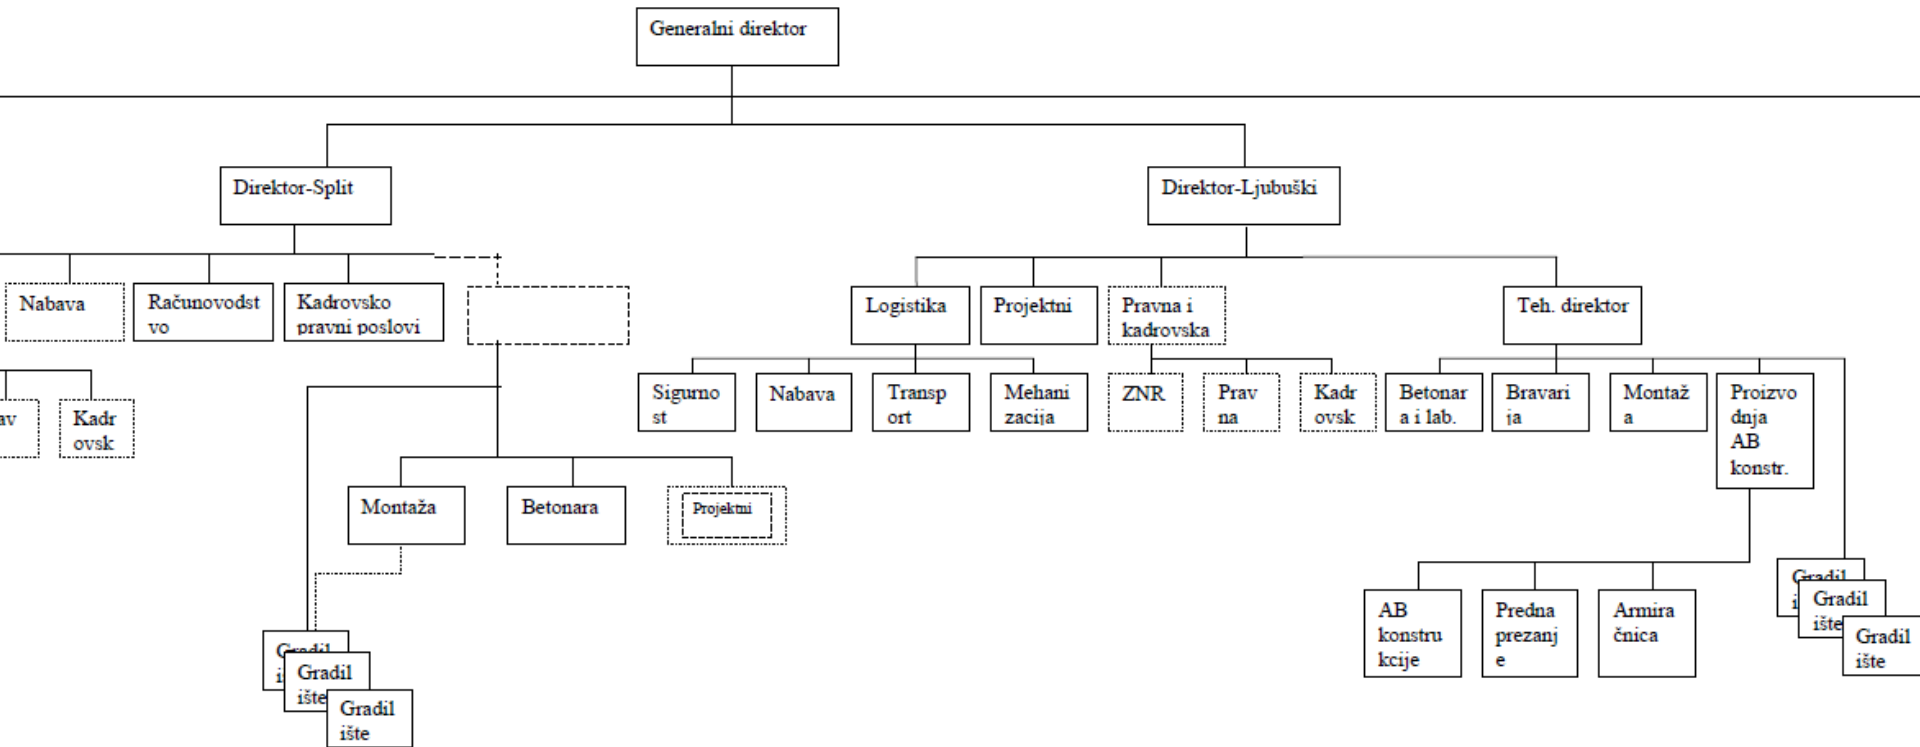 Generalni direktor
Direktor-Split
Direktor-Ljubuški
Nabava
Računovodst
vo
Kadrovsko
pravni poslovi
Logistika
Projektni
Pravna i
kadrovska
Teh. direktor
av
Kadr
ovsk
Sigurno
st
Nabava
Transp
ort
Mehani
zacija
ZNR
Prav
na
Kadr
ovsk
Betonar
a i lab.
Bravari
ja
Montaž
a
Proizvo
dnja
AB
konstr.
Montaža
Betonara
Projektni
AB
konstru
kcije
Predna
prezanj
e
Armira
čnica
Gradil
i
Gradil
ište
Gradil
ište
Gradil
i
Gradil
ište
Gradil
ište